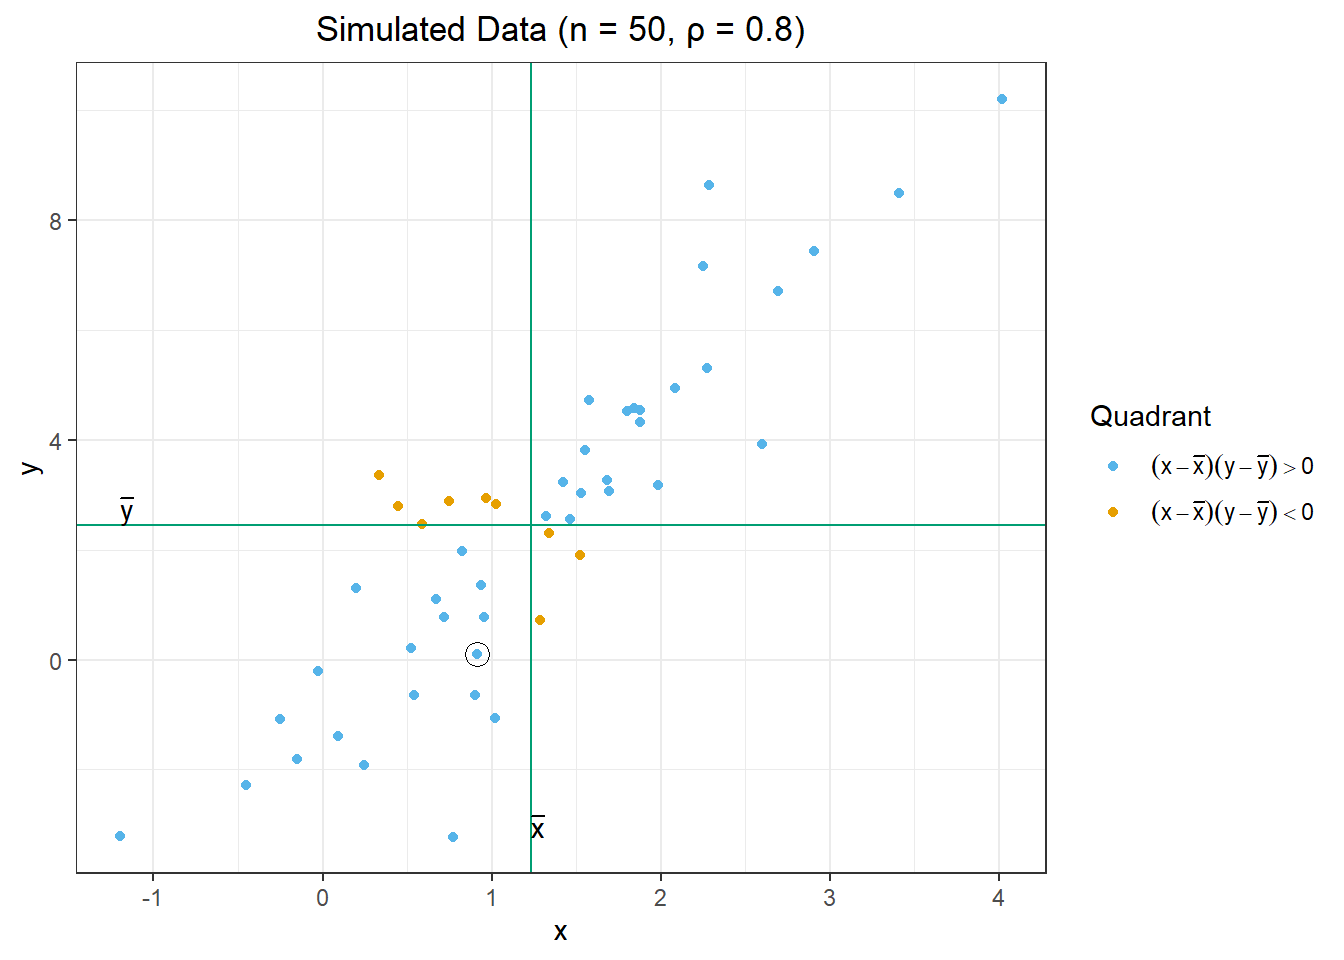 Simulated Data (n = 50, ρ = 0.8)
8
4
0
y
y̅
x̅
-1 0 1 2 3 4
x
Quadrant
(x − x̅)(y − y̅) > 0
(x − x̅)(y − y̅) < 0